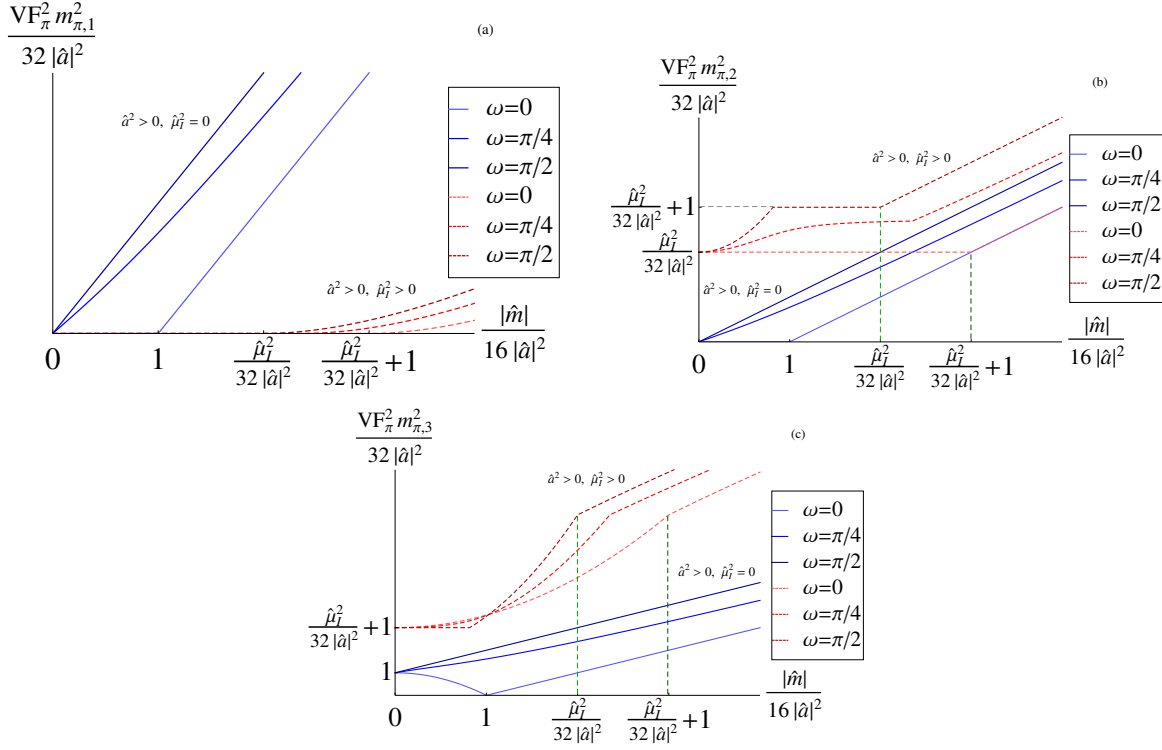 (a)
VF_π^2 m_{π,1}^2 / 32 |â|^2
â^2 > 0, μ̂_I^2 = 0
ω=0
ω=π/4
ω=π/2
ω=0
ω=π/4
ω=π/2
â^2 > 0, μ̂_I^2 > 0
0
1
μ̂_I^2 / 32 |â|^2
μ̂_I^2 / 32 |â|^2 +1
|m̂| / 16 |â|^2
(b)
VF_π^2 m_{π,2}^2 / 32 |â|^2
â^2 > 0, μ̂_I^2 > 0
ω=0
ω=π/4
ω=π/2
ω=0
ω=π/4
ω=π/2
μ̂_I^2 / 32 |â|^2 +1
μ̂_I^2 / 32 |â|^2
â^2 > 0, μ̂_I^2 = 0
0
1
μ̂_I^2 / 32 |â|^2
μ̂_I^2 / 32 |â|^2 +1
|m̂| / 16 |â|^2
(c)
VF_π^2 m_{π,3}^2 / 32 |â|^2
â^2 > 0, μ̂_I^2 > 0
ω=0
ω=π/4
ω=π/2
ω=0
ω=π/4
ω=π/2
â^2 > 0, μ̂_I^2 = 0
μ̂_I^2 / 32 |â|^2 +1
1
0
1
μ̂_I^2 / 32 |â|^2
μ̂_I^2 / 32 |â|^2 +1
|m̂| / 16 |â|^2